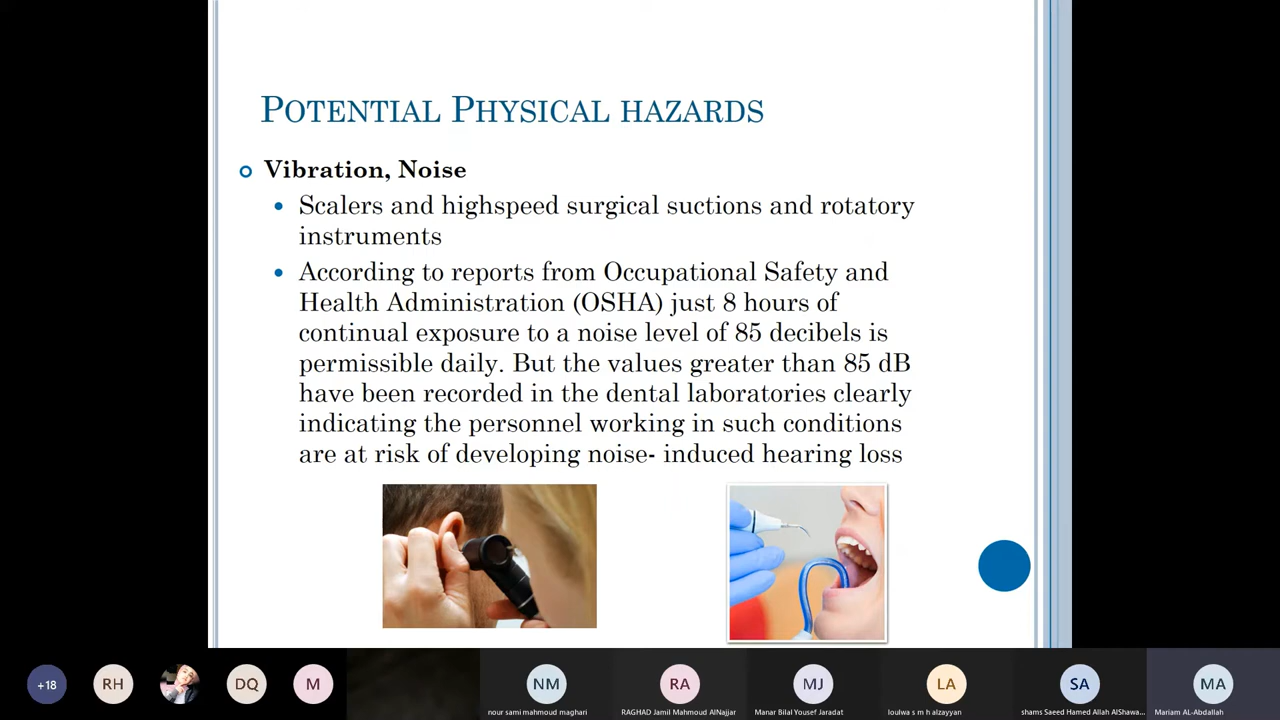 POTENTIAL PHYSICAL HAZARDS
Vibration, Noise
Scalers and highspeed surgical suctions and rotatory
instruments
According to reports from Occupational Safety and
Health Administration (OSHA) just 8 hours of
continual exposure to a noise level of 85 decibels is
permissible daily. But the values greater than 85 dB
have been recorded in the dental laboratories clearly
indicating the personnel working in such conditions
are at risk of developing noise- induced hearing loss
+18
RH
DQ
M
NM
RA
MJ
LA
SA
MA
nour sami mahmoud maghari
RAGHAD Jamil Mahmoud AlNajjar
Manar Bilal Yousef Jaradat
loulwa s m h alzayyan
shams Saeed Hamed Allah AlShawa...
Mariam AL-Abdallah